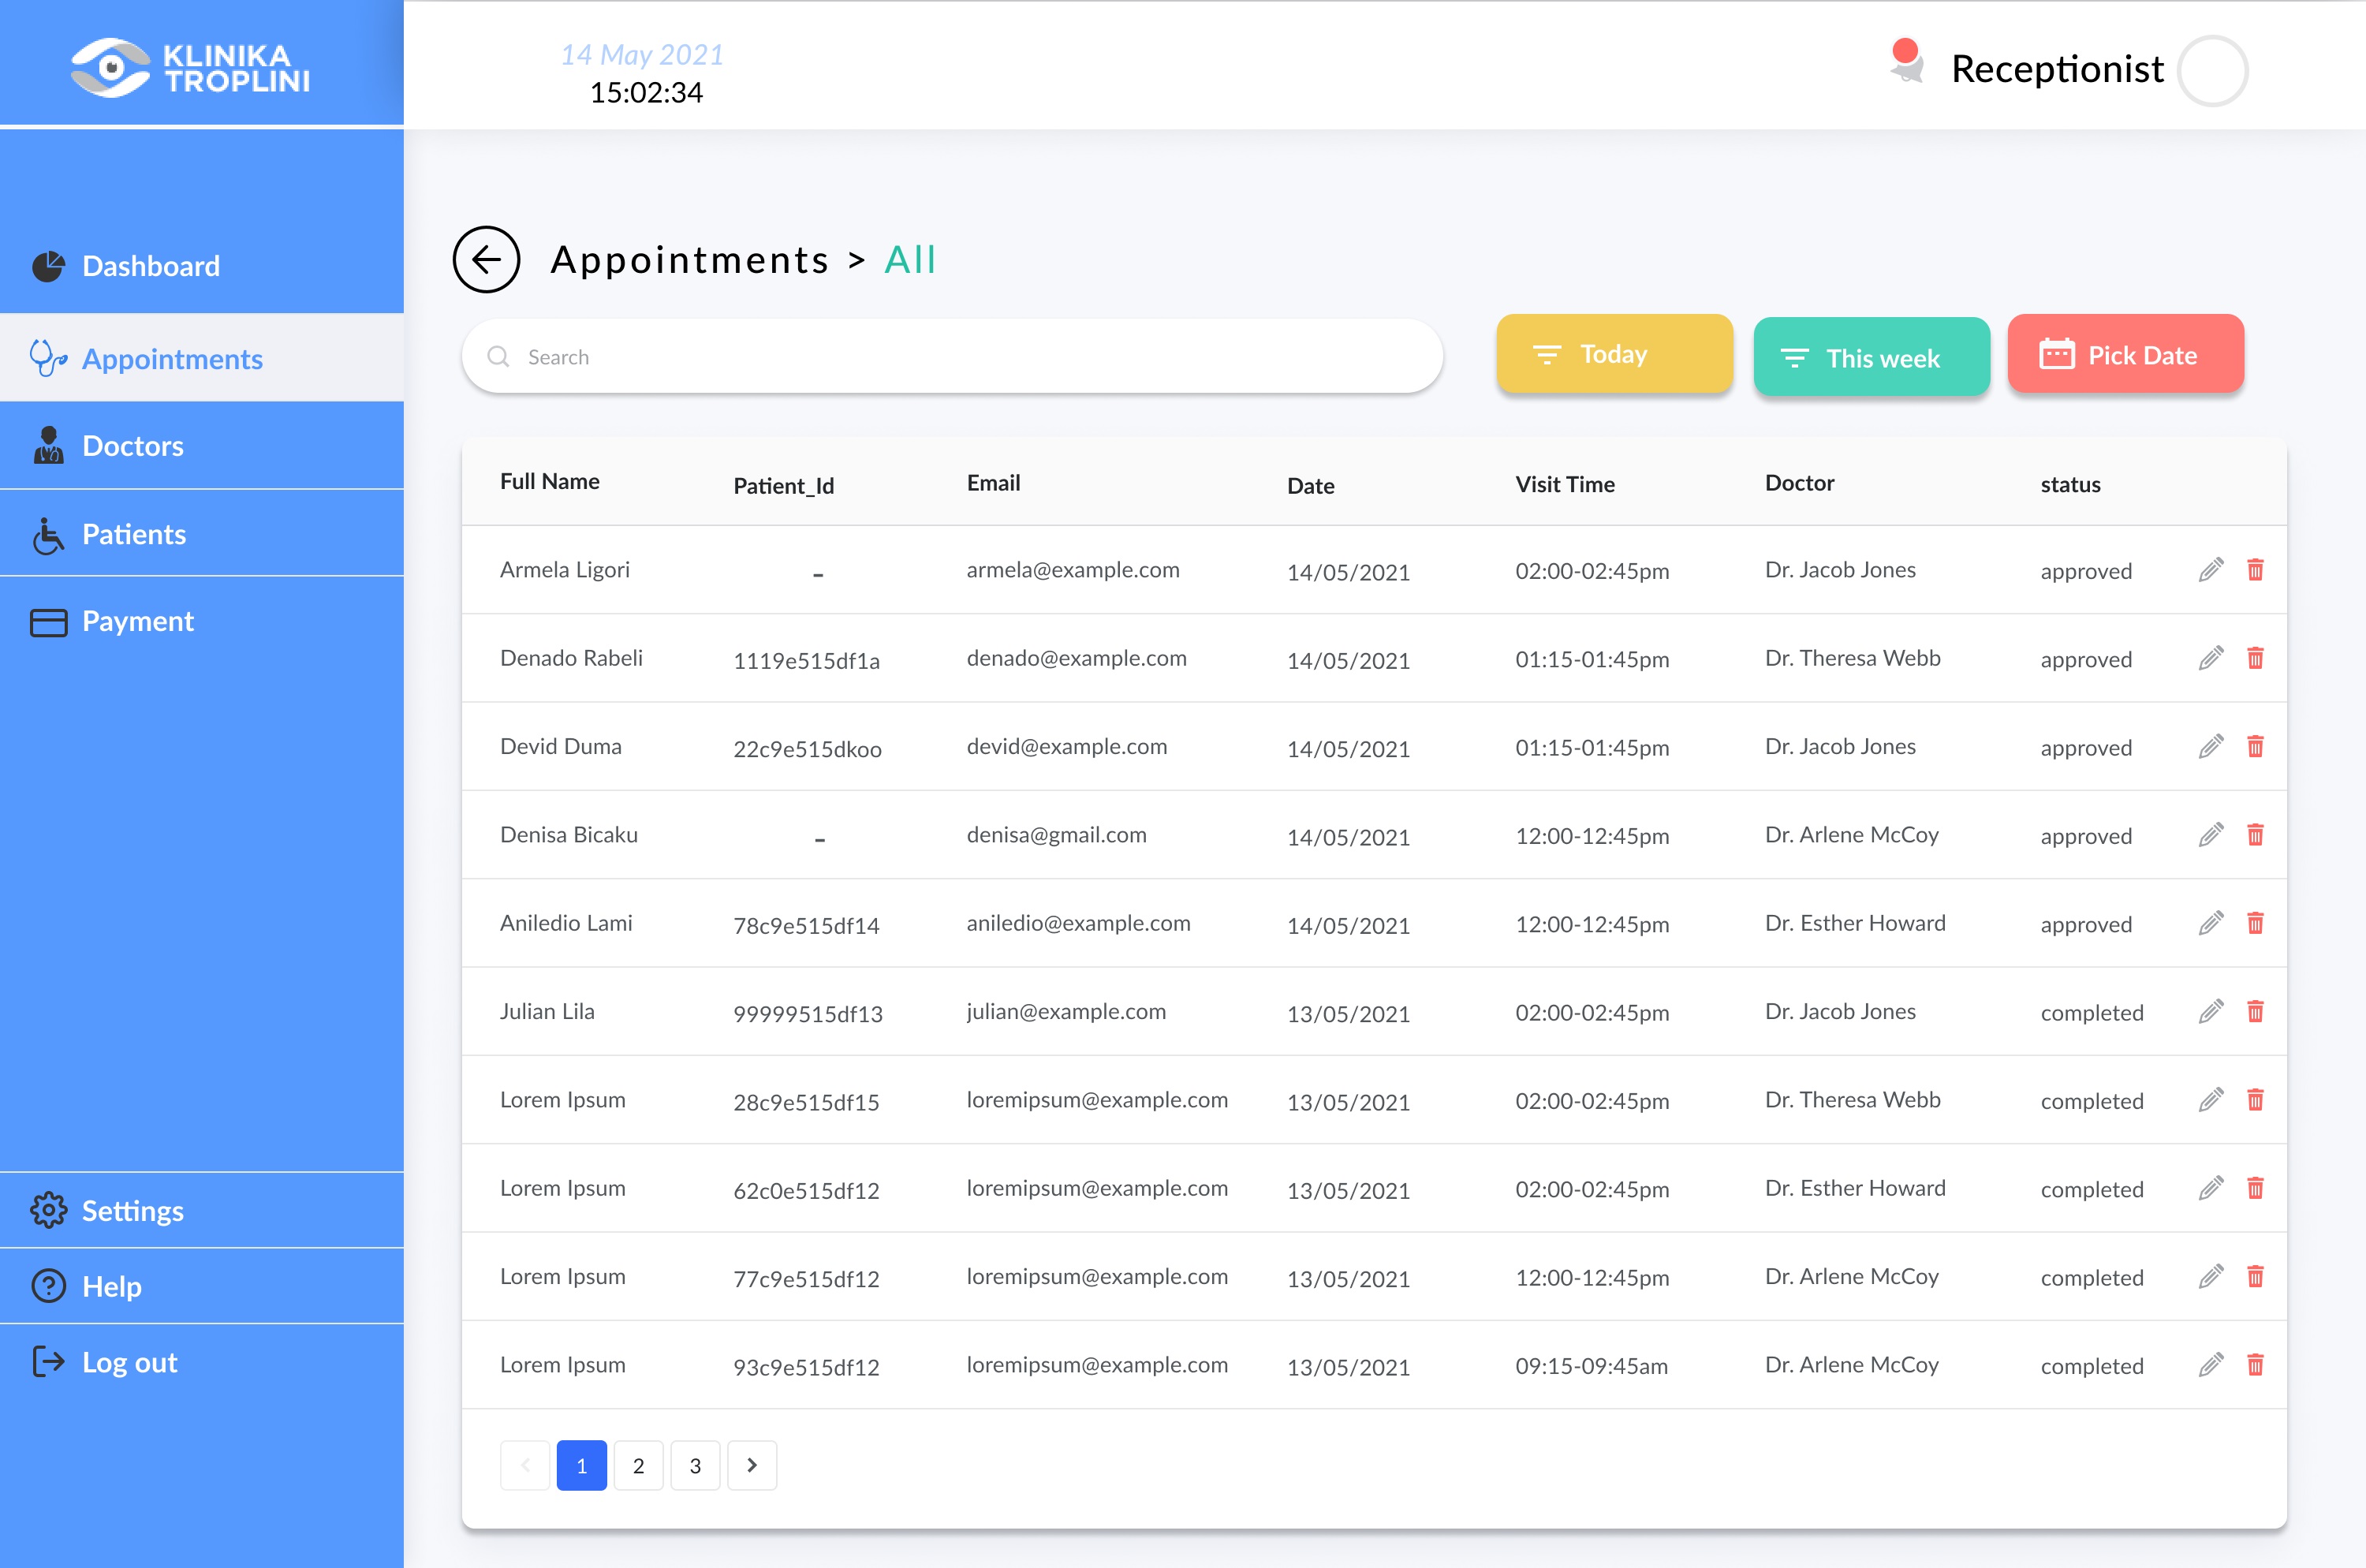 KLINIKA
TROPLINI
14 May 2021
15:02:34
Receptionist
Dashboard
Appointments
Doctors
Patients
Payment
Settings
Help
Log out
Appointments > All
Search
Today
This week
Pick Date
Full Name Patient_Id Email Date Visit Time Doctor status
Armela Ligori - armela@example.com 14/05/2021 02:00-02:45pm Dr. Jacob Jones approved
Denado Rabeli 1119e515df1a denado@example.com 14/05/2021 01:15-01:45pm Dr. Theresa Webb approved
Devid Duma 22c9e515dkoo devid@example.com 14/05/2021 01:15-01:45pm Dr. Jacob Jones approved
Denisa Bicaku - denisa@gmail.com 14/05/2021 12:00-12:45pm Dr. Arlene McCoy approved
Aniledio Lami 78c9e515df14 aniledio@example.com 14/05/2021 12:00-12:45pm Dr. Esther Howard approved
Julian Lila 99999515df13 julian@example.com 13/05/2021 02:00-02:45pm Dr. Jacob Jones completed
Lorem Ipsum 28c9e515df15 loremipsum@example.com 13/05/2021 02:00-02:45pm Dr. Theresa Webb completed
Lorem Ipsum 62c0e515df12 loremipsum@example.com 13/05/2021 02:00-02:45pm Dr. Esther Howard completed
Lorem Ipsum 77c9e515df12 loremipsum@example.com 13/05/2021 12:00-12:45pm Dr. Arlene McCoy completed
Lorem Ipsum 93c9e515df12 loremipsum@example.com 13/05/2021 09:15-09:45am Dr. Arlene McCoy completed
1 2 3